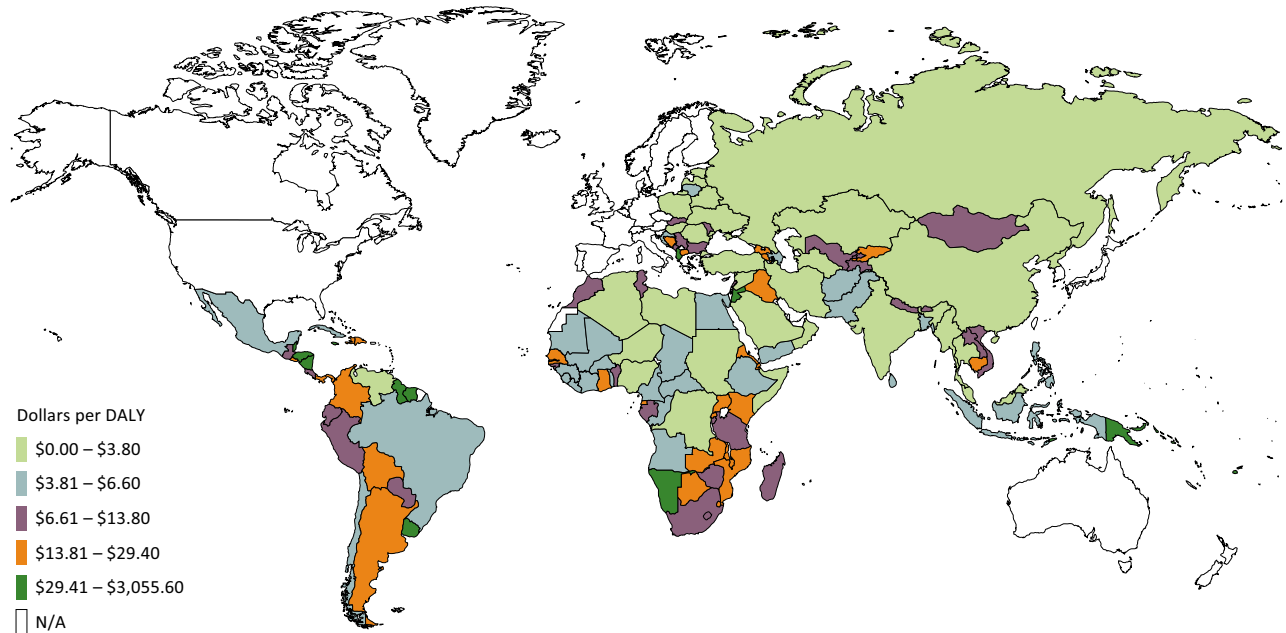 Dollars per DALY
$0.00 – $3.80
$3.81 – $6.60
$6.61 – $13.80
$13.81 – $29.40
$29.41 – $3,055.60
N/A